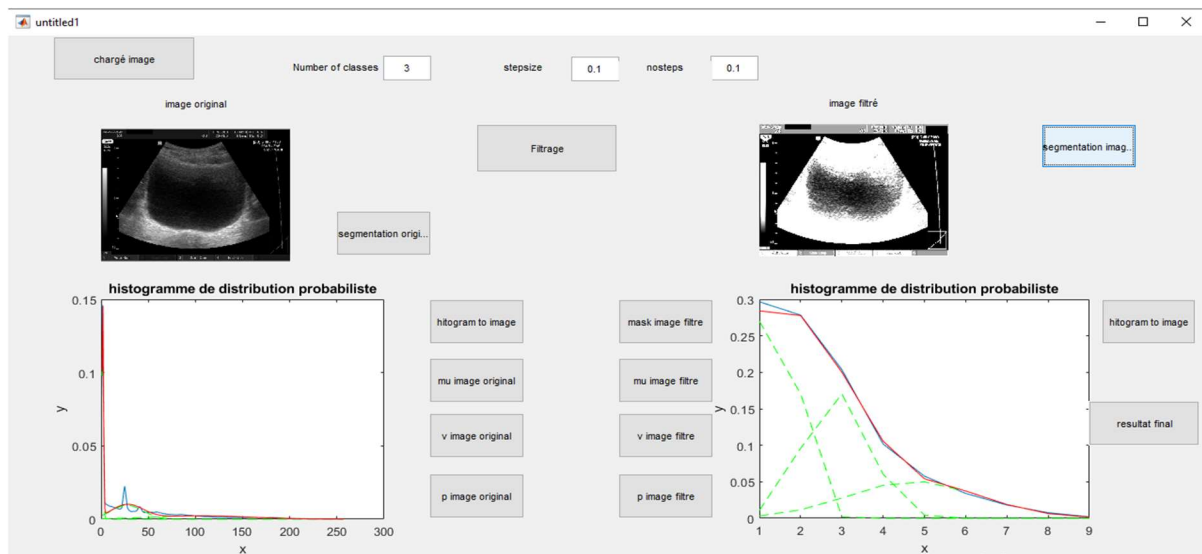 untitled1
chargé image
Number of classes
3
stepsize
0.1
nosteps
0.1
image original
image filtré
Filtrage
segmentation imag...
segmentation origi...
histogramme de distribution probabiliste
0.15
0.1
0.05
0
y
0 50 100 150 200 250 300
x
hitogram to image
mu image original
v image original
p image original
mask image filtre
mu image filtre
v image filtre
p image filtre
histogramme de distribution probabiliste
0.3
0.25
0.2
0.15
0.1
0.05
0
y
1 2 3 4 5 6 7 8 9
x
hitogram to image
resultat final